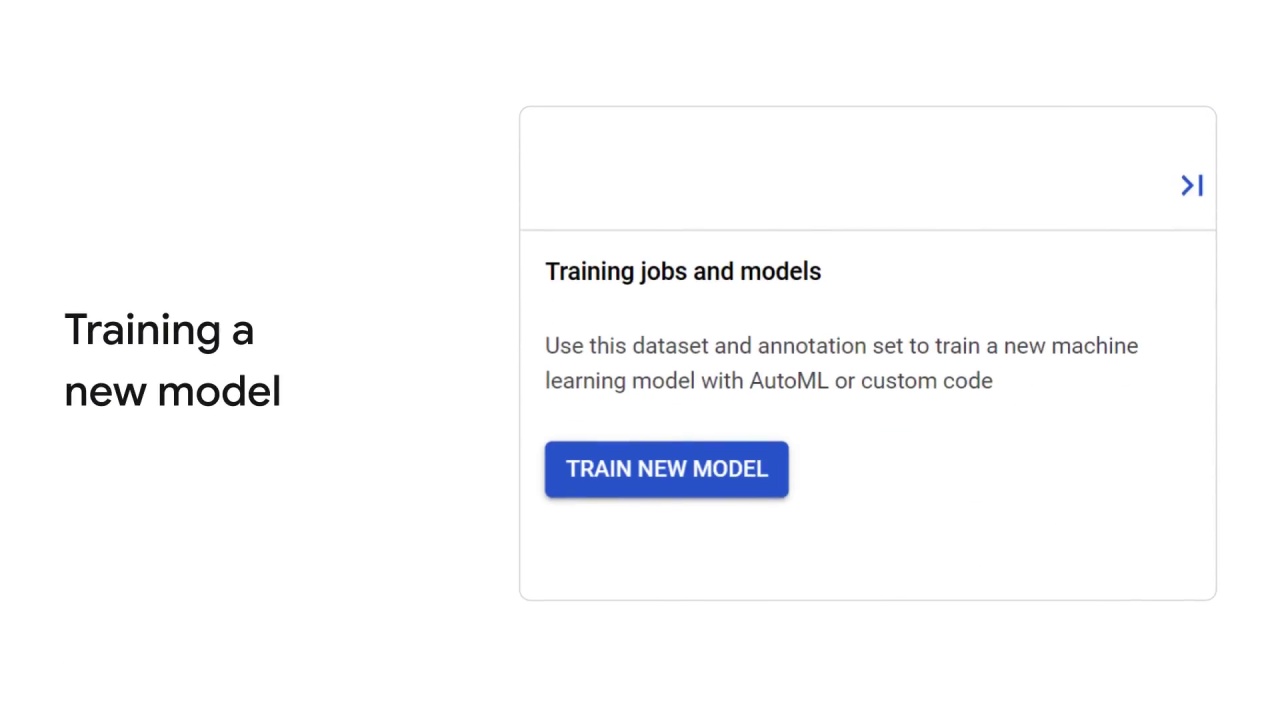 Training a
new model
Training jobs and models
Use this dataset and annotation set to train a new machine
learning model with AutoML or custom code
TRAIN NEW MODEL